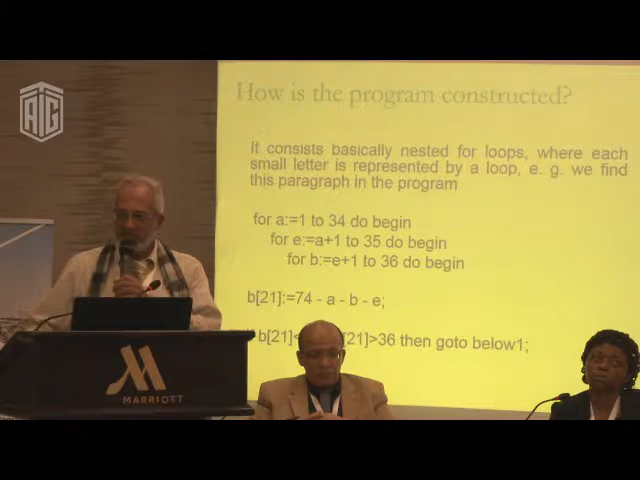 AIG
How is the program constructed?
It consists basically nested for loops, where each
small letter is represented by a loop, e. g. we find
this paragraph in the program
for a:=1 to 34 do begin
for e:=a+1 to 35 do begin
for b:=e+1 to 36 do begin
b[21]:=74 - a - b - e;
b[21]< [21]>36 then goto below1;
MARRIOTT